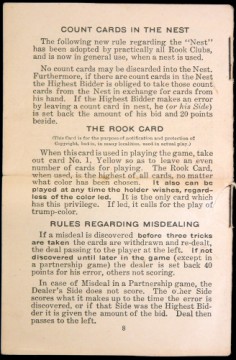 COUNT CARDS IN THE NEST
The following new rule regarding the "Nest"
has been adopted by practically all Rook Clubs,
and is now in general use, when a nest is used.
No count cards may be discarded into the Nest.
Furthermore, if there are count cards in the Nest
the Highest Bidder is obliged to take those count
cards from the Nest in exchange for cards from
his hand. If the Highest Bidder makes an error
by leaving a count card in nest, he (or his Side)
is set back the amount of his bid and 20 points
beside.
THE ROOK CARD
(This Card is for the purpose of notification and protection of
Copyright, but is, in many localities, used in actual play.)
When this card is used in playing the game, take
out card No. 1, Yellow so as to leave an even
number of cards for playing. The Rook Card,
when used, is the highest of all cards, no matter
what color has been chosen. It also can be
played at any time the holder wishes, regard-
less of the color led. It is the only card which
has this privilege. If led, it calls for the play of
trump-color.
RULES REGARDING MISDEALING
If a misdeal is discovered before three tricks
are taken the cards are withdrawn and re-dealt,
the deal passing to the player at the left. If not
discovered until later in the game (except in
a partnership game) the dealer is set back 40
points for his error, others not scoring.
In case of Misdeal in a Partnership game, the
Dealer's Side does not score. The o her Side
scores what it makes up to the time the error is
discovered, or if that Side was the Highest Bid-
der it is given the amount of the bid. Deal then
passes to the left.
8